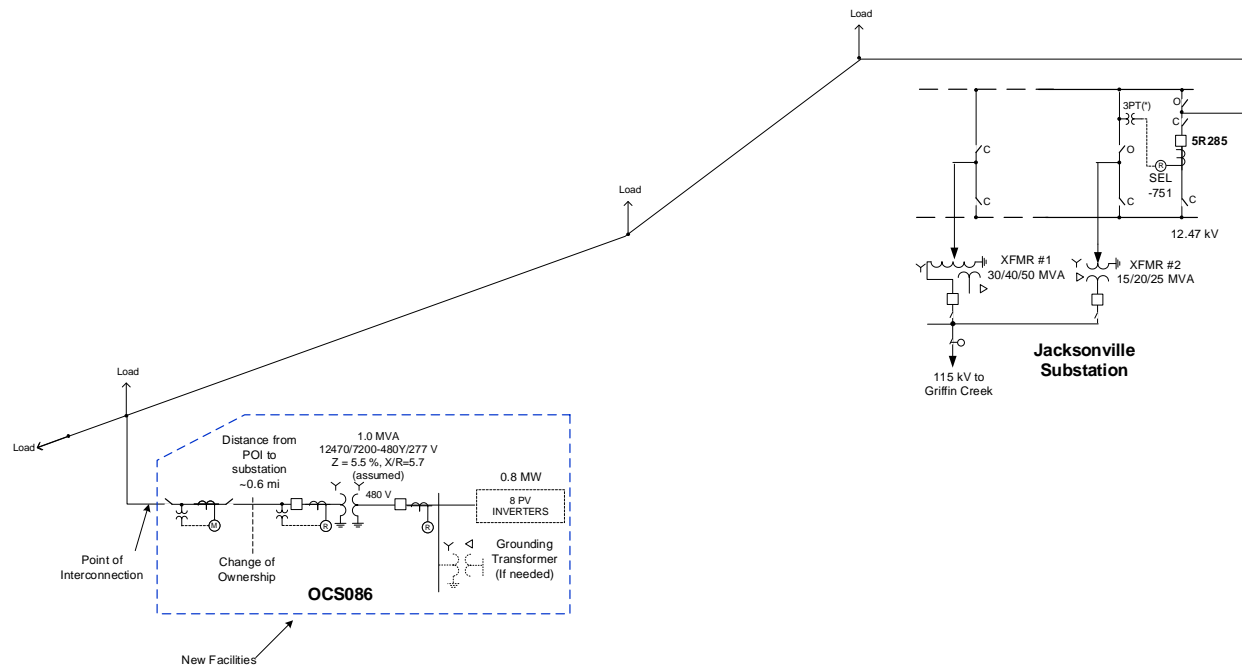 Load
Load
Load
Load
3PT(*)
O
C
5R285
C
O
R
SEL
-751
C
C
C
12.47 kV
XFMR #1
30/40/50 MVA
XFMR #2
15/20/25 MVA
O
Jacksonville
Substation
115 kV to
Griffin Creek
Distance from
POI to
substation
~0.6 mi
1.0 MVA
12470/7200-480Y/277 V
Z = 5.5 %, X/R=5.7
(assumed)
480 V
0.8 MW
8 PV
INVERTERS
M
R
R
Point of
Interconnection
Change of
Ownership
Grounding
Transformer
(If needed)
OCS086
New Facilities